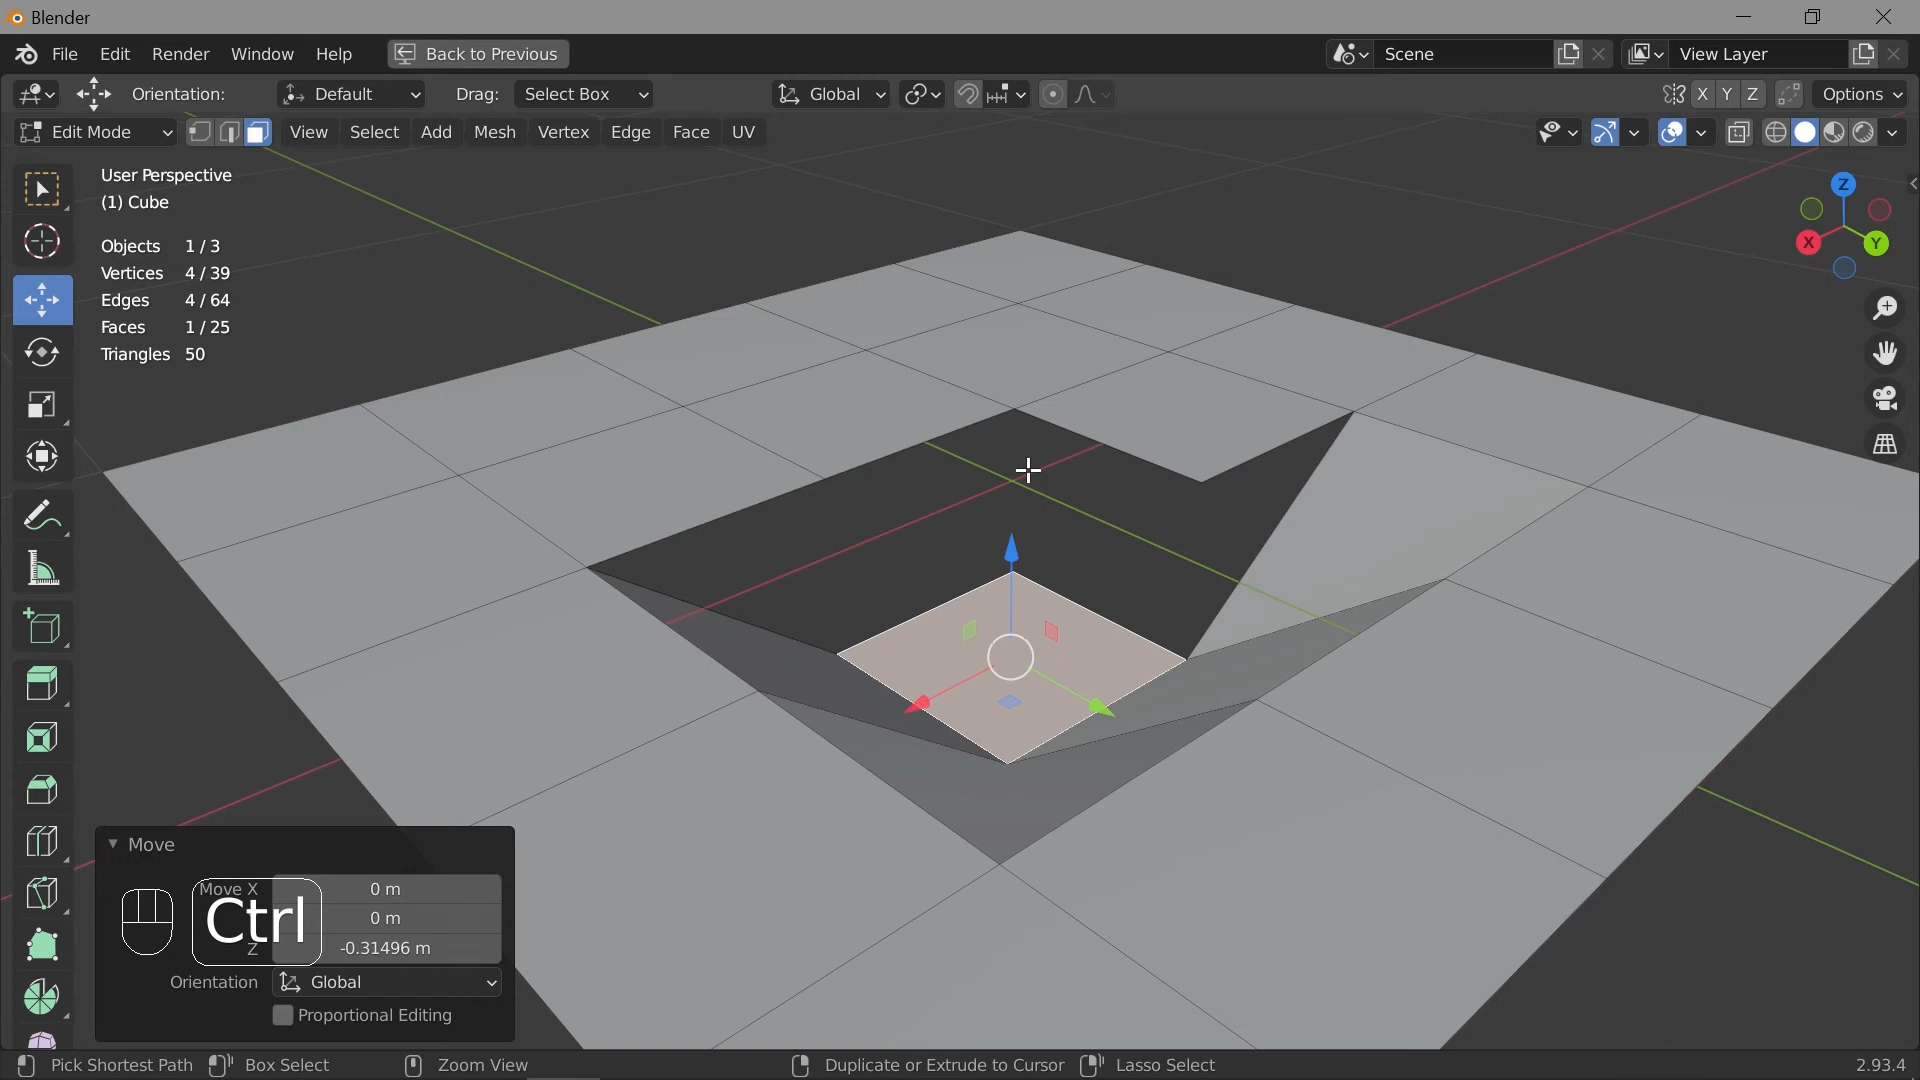 Blender
File Edit Render Window Help Back to Previous Scene View Layer
Orientation: Default Drag: Select Box Global X Y Z Options
Edit Mode View Select Add Mesh Vertex Edge Face UV
User Perspective
(1) Cube
Objects 1 / 3
Vertices 4 / 39
Edges 4 / 64
Faces 1 / 25
Triangles 50
Z
X
Y
Move
Move X 0 m
0 m
Z -0.31496 m
Ctrl
Orientation Global
Proportional Editing
Pick Shortest Path Box Select Zoom View Duplicate or Extrude to Cursor Lasso Select 2.93.4